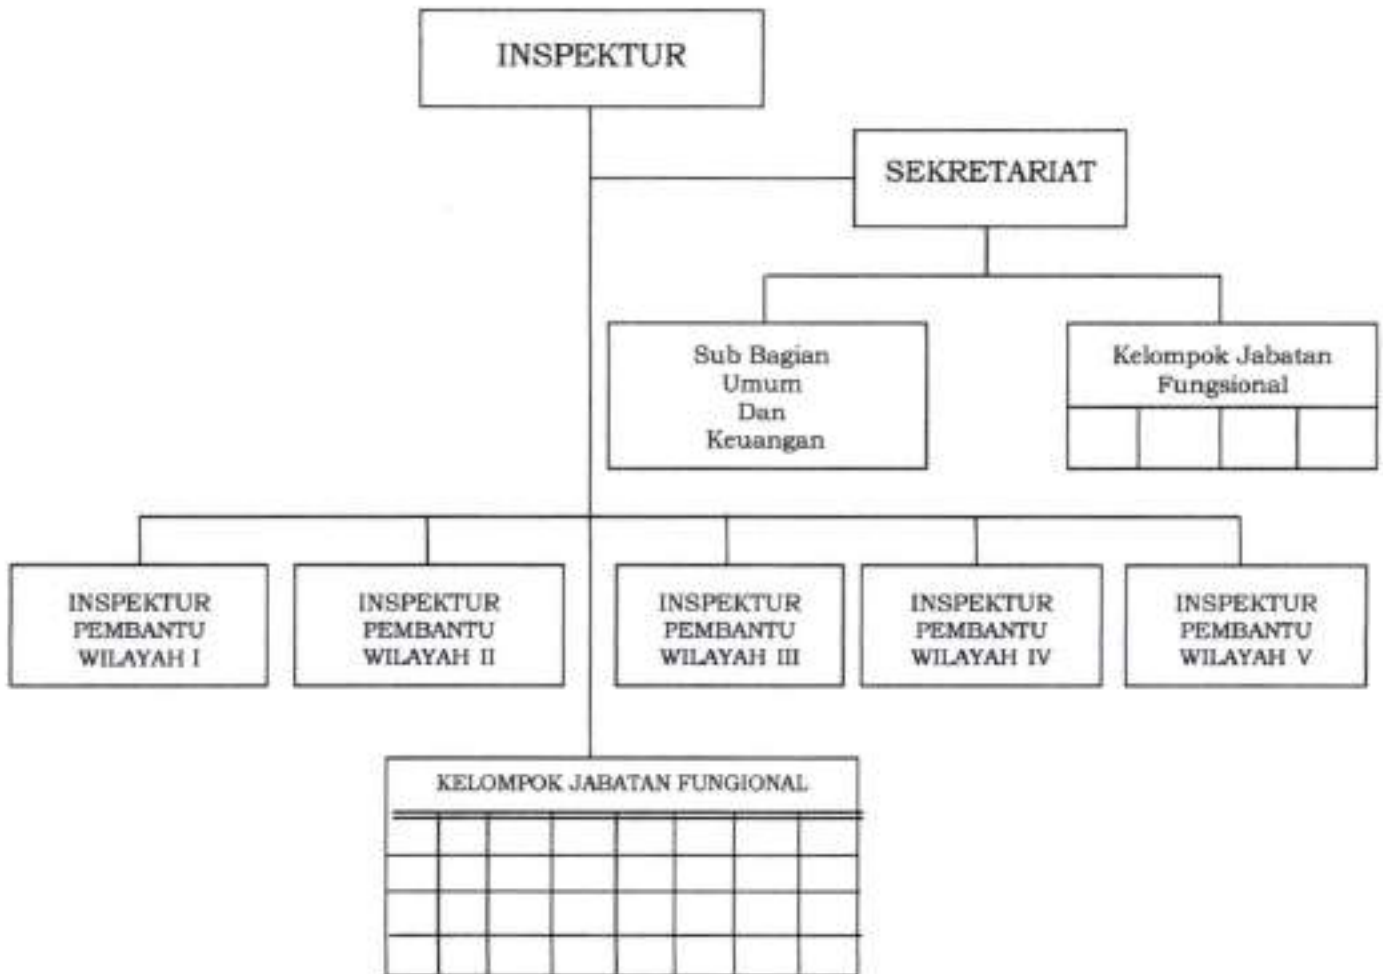 INSPEKTUR
SEKRETARIAT
Sub Bagian
Umum
Dan
Keuangan
Kelompok Jabatan
Fungsional
INSPEKTUR
PEMBANTU
WILAYAH I
INSPEKTUR
PEMBANTU
WILAYAH II
INSPEKTUR
PEMBANTU
WILAYAH III
INSPEKTUR
PEMBANTU
WILAYAH IV
INSPEKTUR
PEMBANTU
WILAYAH V
KELOMPOK JABATAN FUNGIONAL